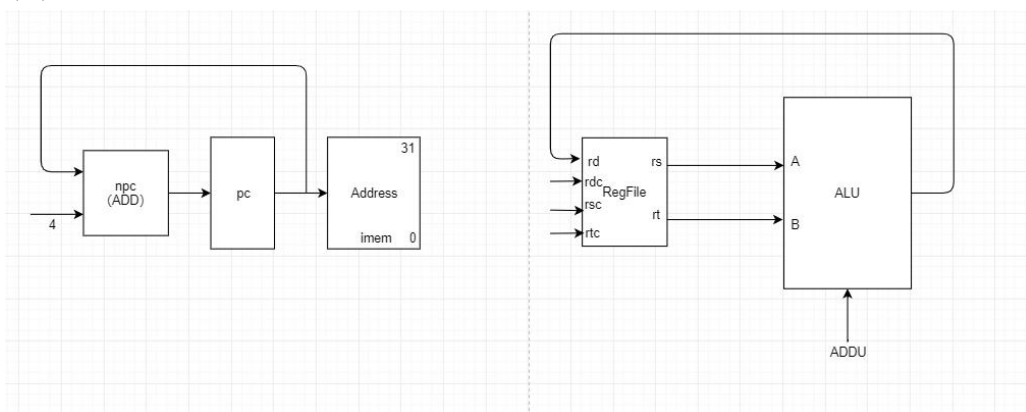 npc
(ADD)
4
pc
31
Address
imem 0
rd rs
rdc
RegFile
rsc
rt
rtc
A
ALU
B
ADDU